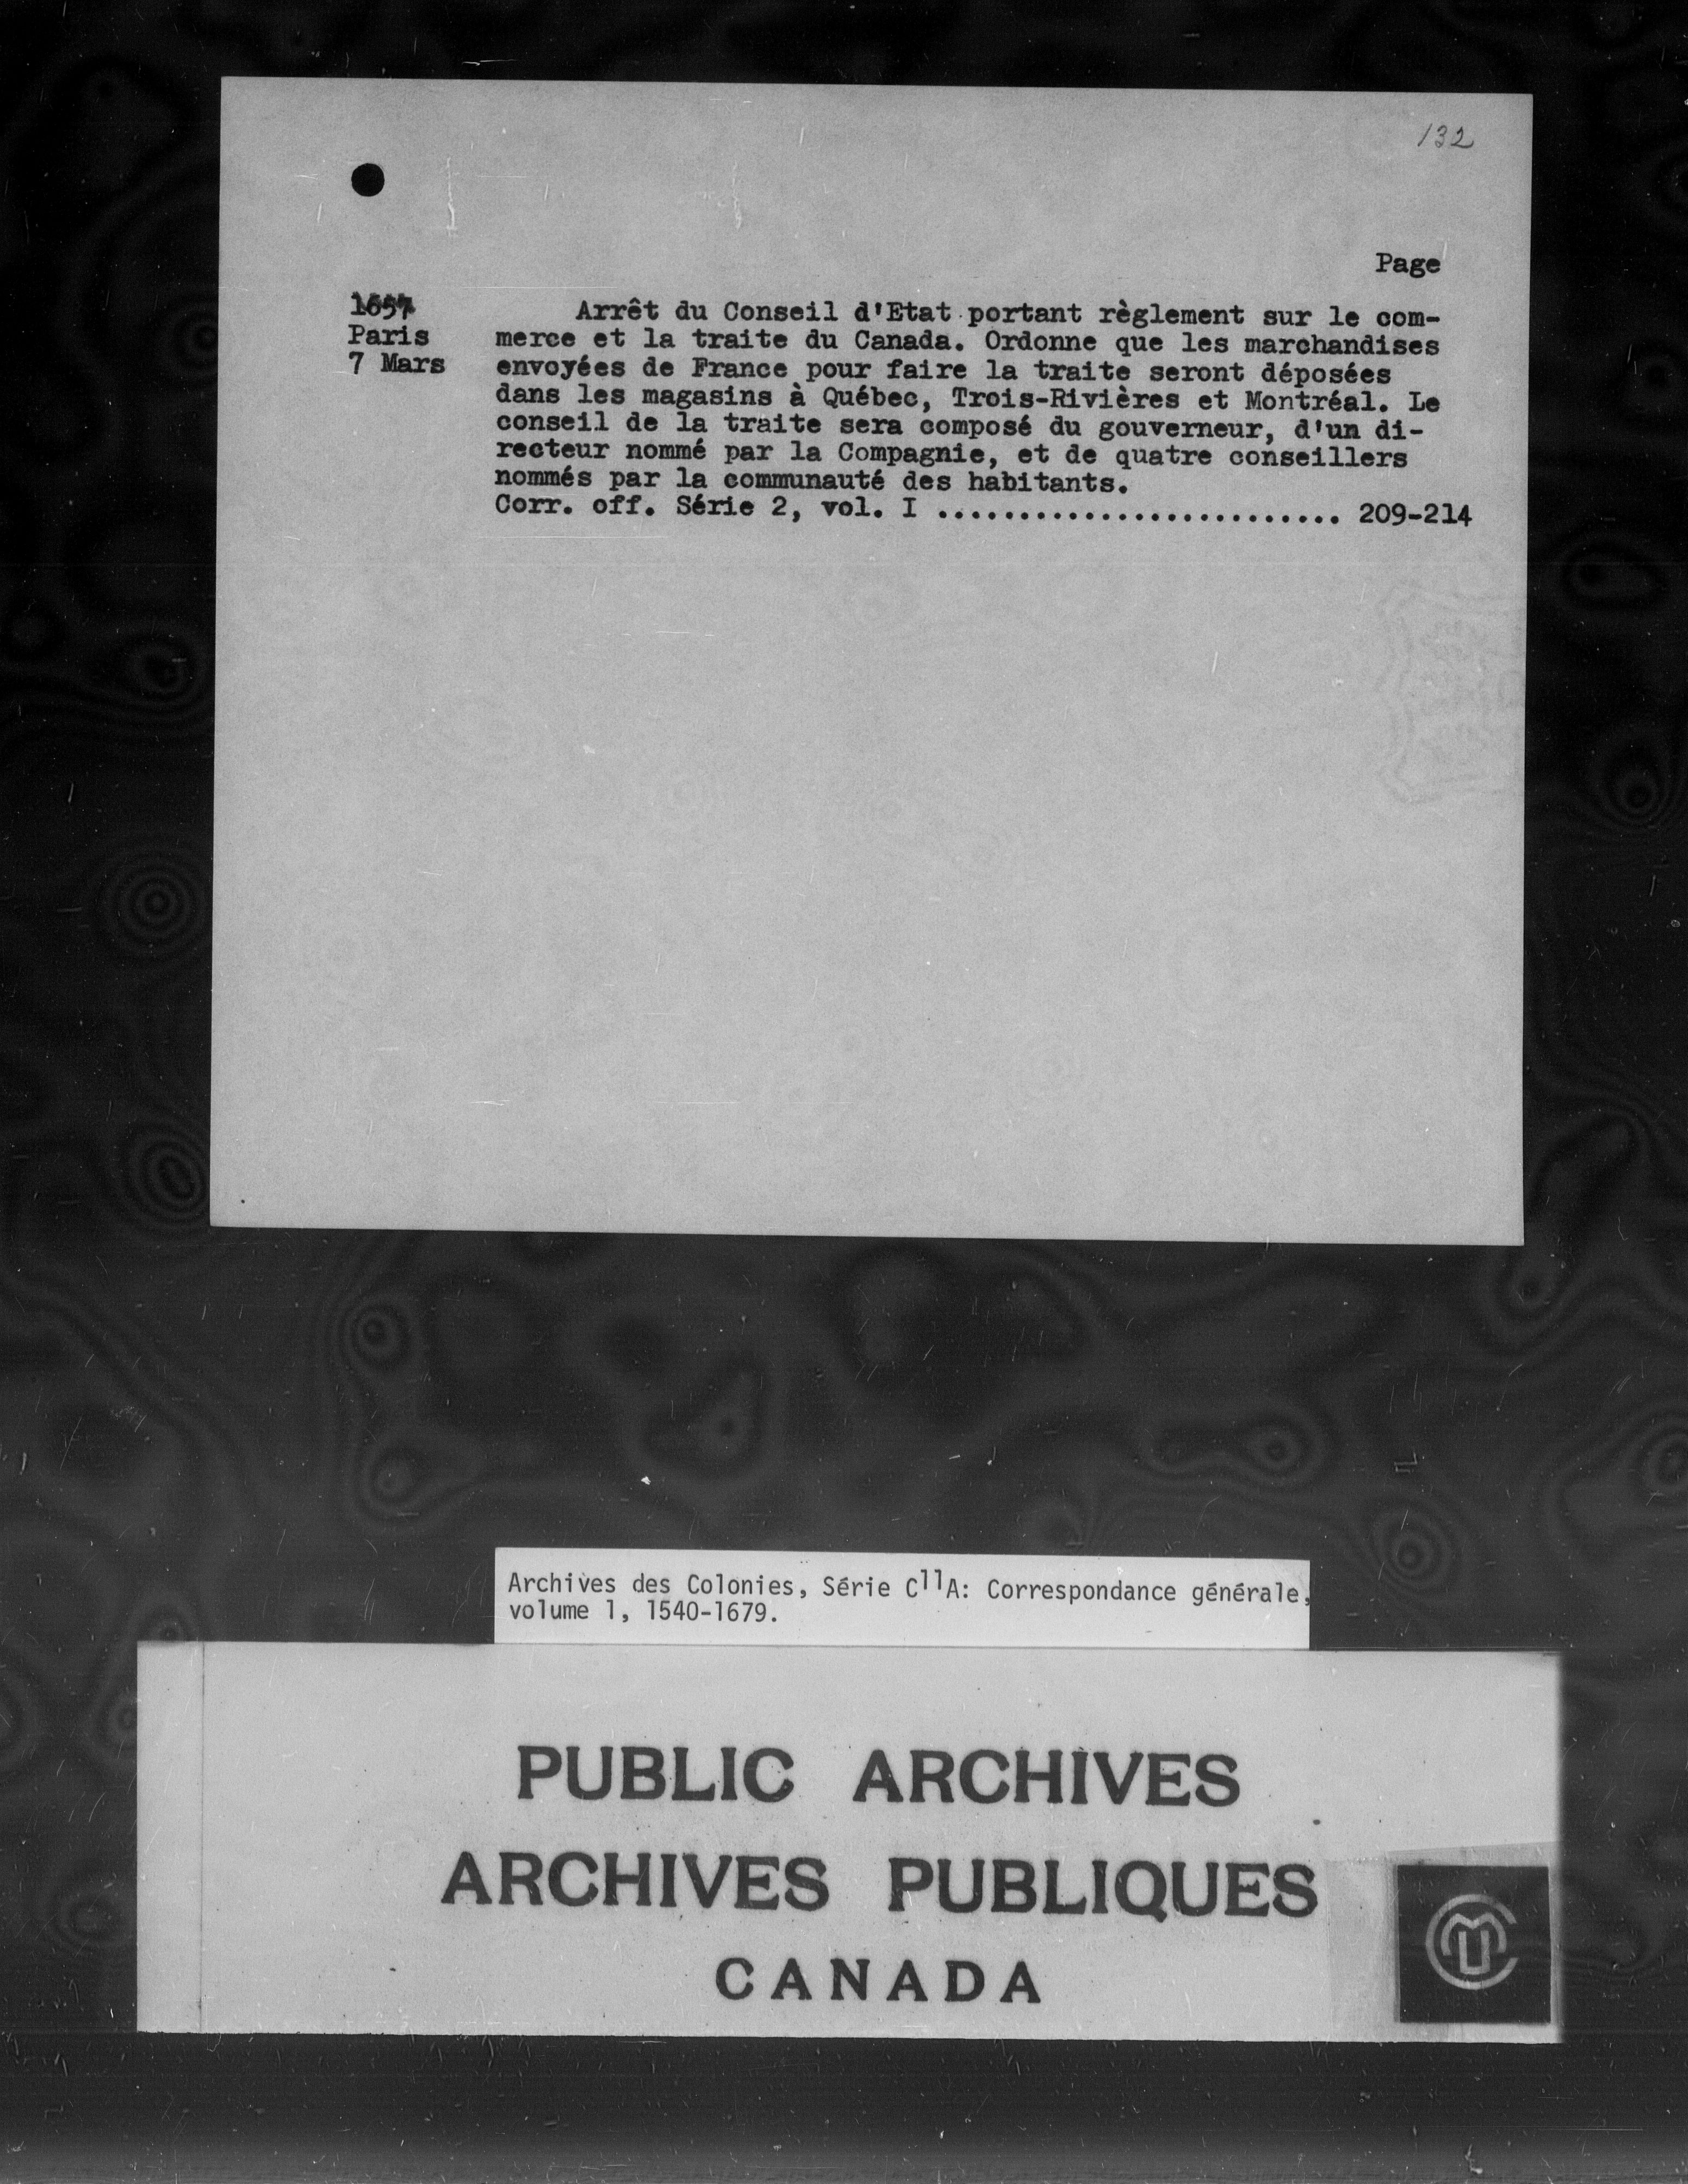 132
Page
1657
Paris
7 Mars
Arrêt du Conseil d'Etat portant règlement sur le com-
merce et la traite du Canada. Ordonne que les marchandises
envoyées de France pour faire la traite seront déposées
dans les magasins à Québec, Trois-Rivières et Montréal. Le
conseil de la traite sera composé du gouverneur, d'un di-
recteur nommé par la Compagnie, et de quatre conseillers
nommés par la communauté des habitants.
Corr. off. Série 2, vol. I ......................... 209-214
Archives des Colonies, Série C11A: Correspondance générale,
volume 1, 1540-1679.
PUBLIC ARCHIVES
ARCHIVES PUBLIQUES
CANADA